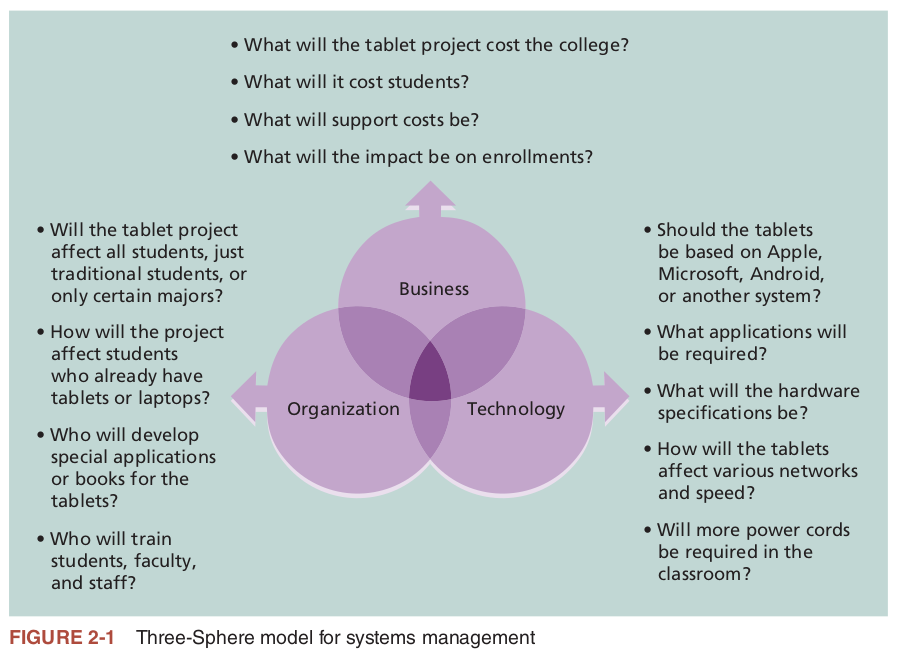 • What will the tablet project cost the college?
• What will it cost students?
• What will support costs be?
• What will the impact be on enrollments?
• Will the tablet project
affect all students, just
traditional students, or
only certain majors?
• How will the project
affect students
who already have
tablets or laptops?
• Who will develop
special applications
or books for the
tablets?
• Who will train
students, faculty,
and staff?
Business
Organization
Technology
• Should the tablets
be based on Apple,
Microsoft, Android,
or another system?
• What applications will
be required?
• What will the hardware
specifications be?
• How will the tablets
affect various networks
and speed?
• Will more power cords
be required in the
classroom?
FIGURE 2-1 Three-Sphere model for systems management